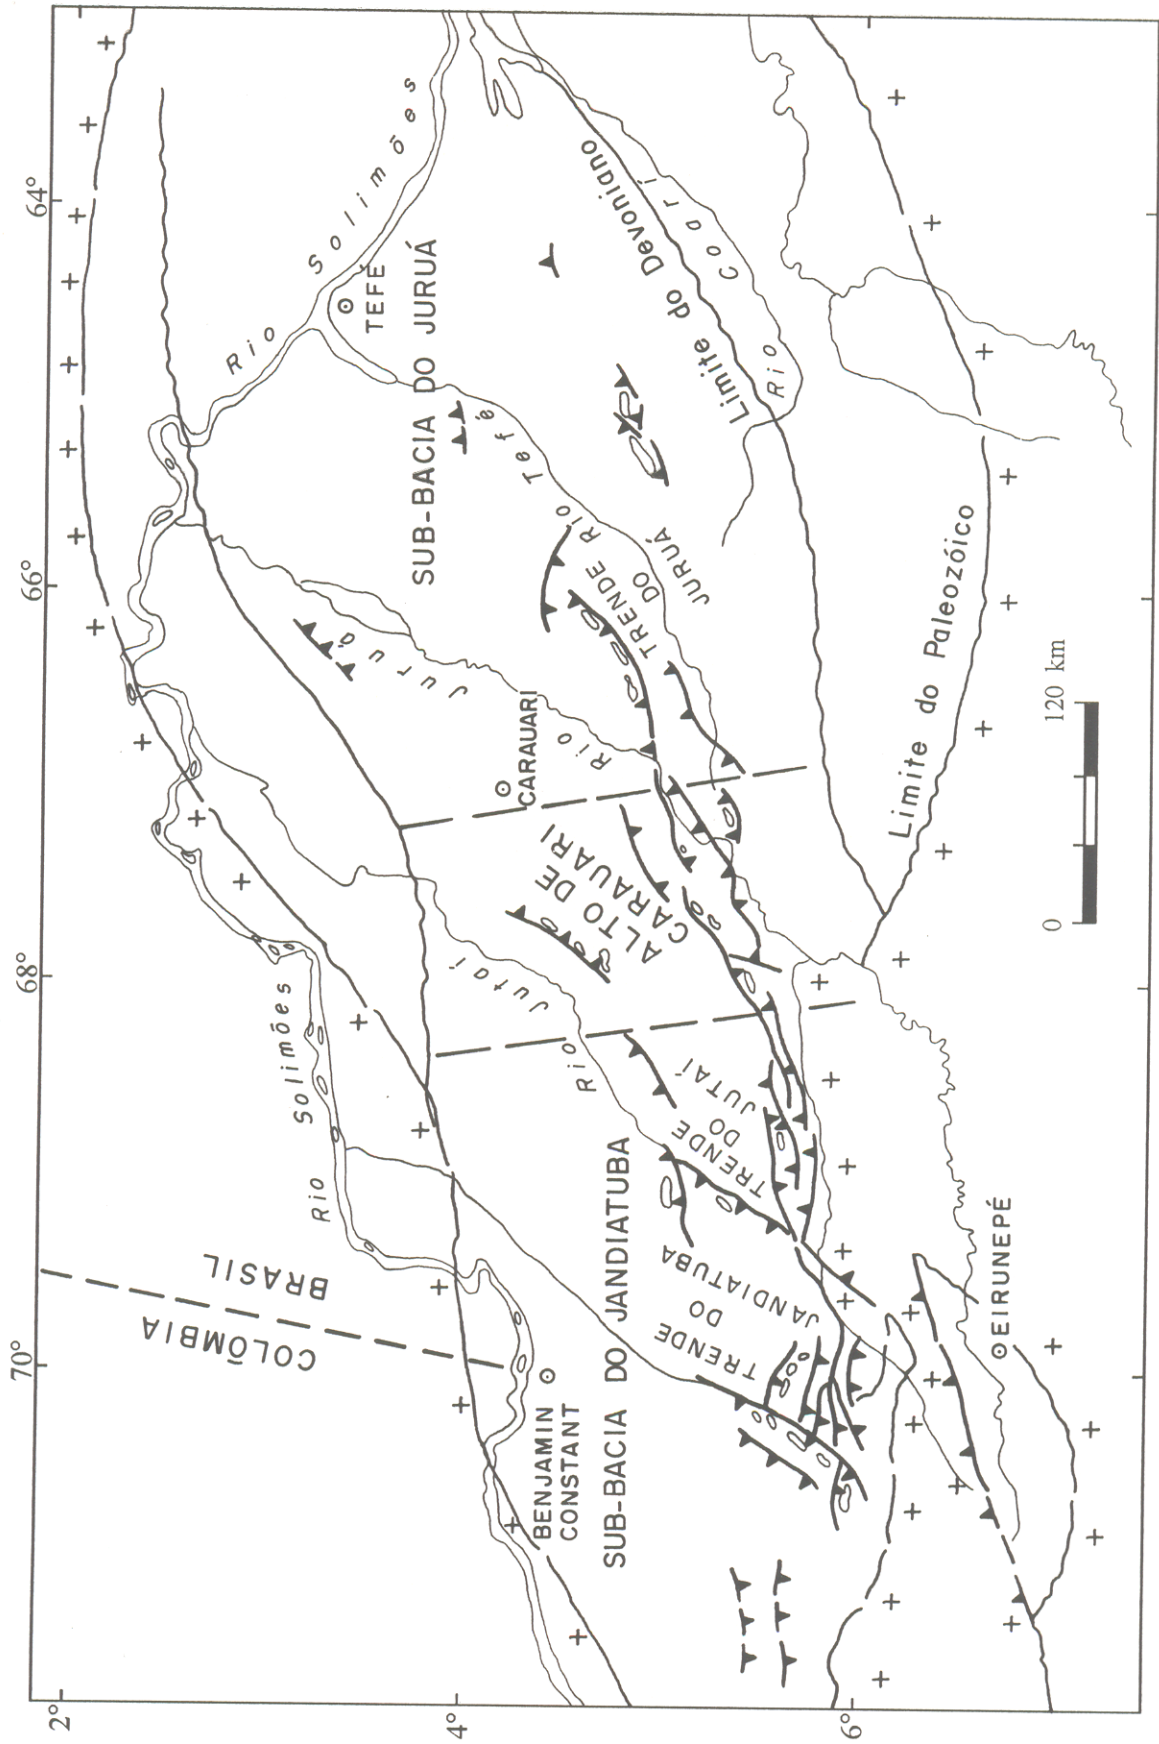 70°
68°
66°
64°
2°
4°
6°
COLÔMBIA
BRASIL
Rio Solimões
Rio Solimões
TEFÉ
SUB-BACIA DO JURUÁ
Rio Juruá
Rio Tefé
CARAUARI
Rio Jutaí
ALTO DE
CARAUARI
TRENDE
DO
JURUÁ
Limite do Devoniano
Rio Coari
BENJAMIN
CONSTANT
SUB-BACIA DO JANDIATUBA
TRENDE
DO
JANDIATUBA
TRENDE
DO
JUTAÍ
EIRUNEPÉ
Limite do Paleozóico
0 120 km